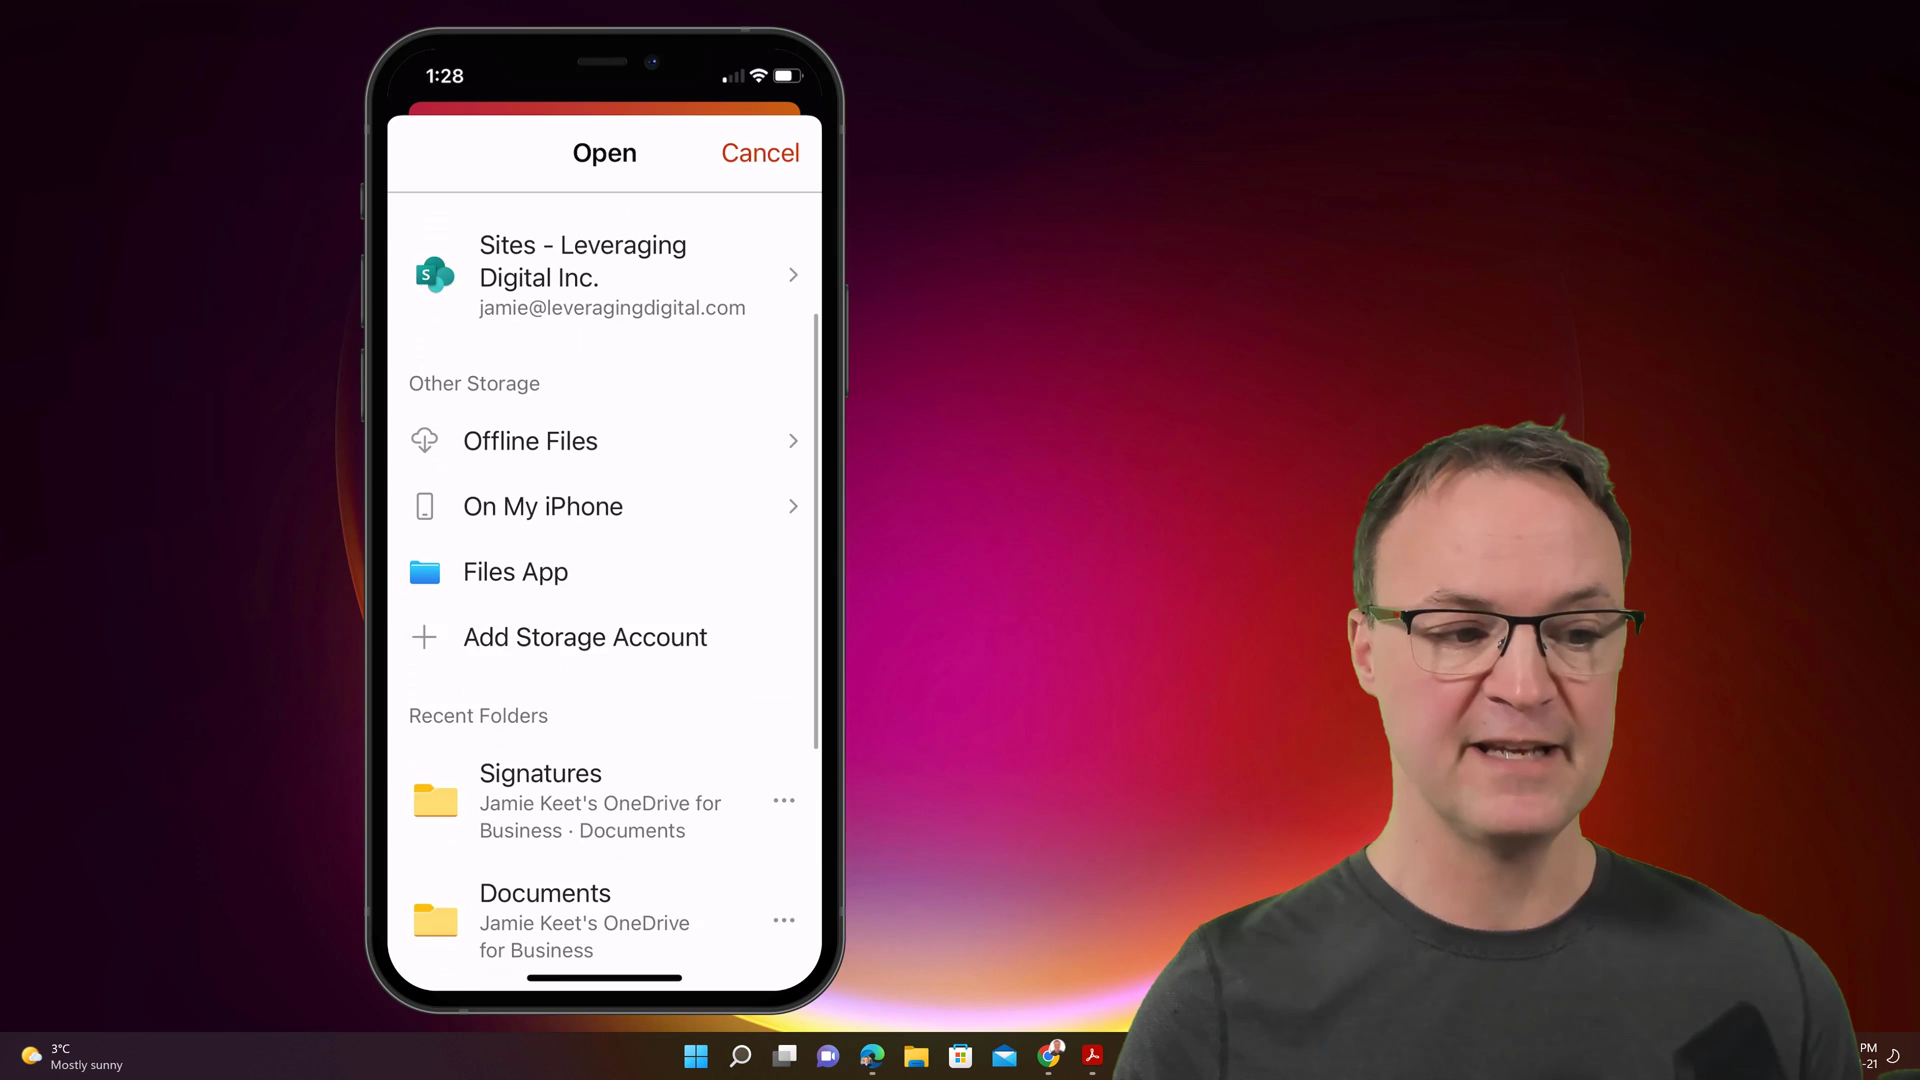 1:28
Open
Cancel
Sites - Leveraging
Digital Inc.
jamie@leveragingdigital.com
Other Storage
Offline Files
On My iPhone
Files App
Add Storage Account
Recent Folders
Signatures
Jamie Keet's OneDrive for
Business · Documents
Documents
Jamie Keet's OneDrive
for Business
3°C
Mostly sunny
PM
-21